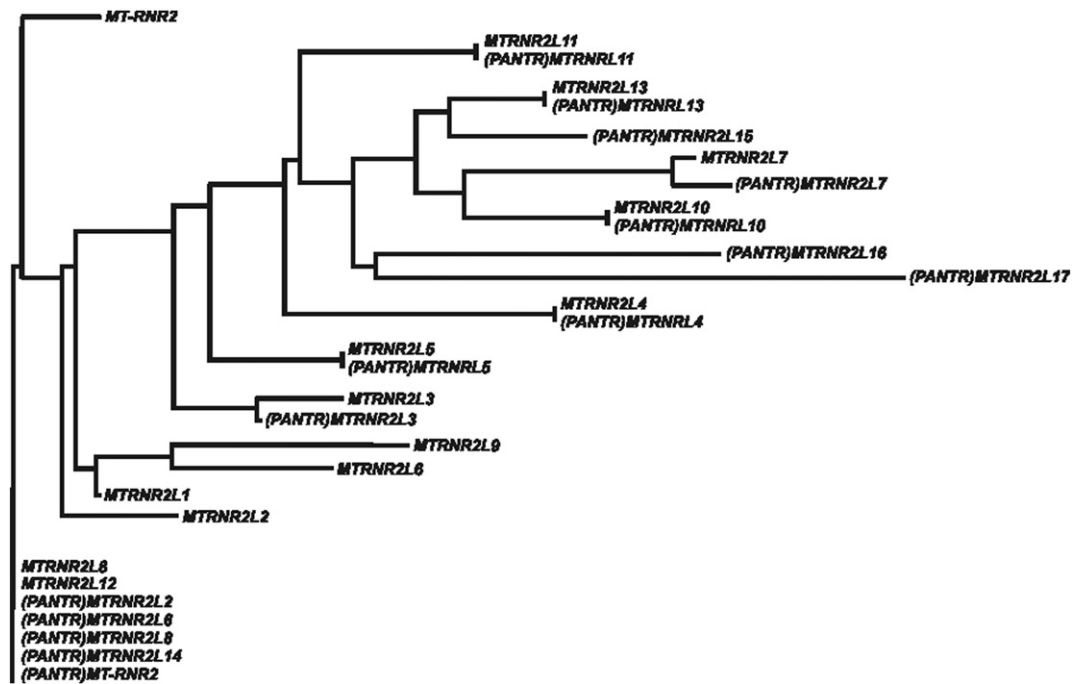 MT-RNR2
MTRNR2L11
(PANTR)MTRNRL11
MTRNR2L13
(PANTR)MTRNRL13
(PANTR)MTRNR2L15
MTRNR2L7
(PANTR)MTRNR2L7
MTRNR2L10
(PANTR)MTRNRL10
(PANTR)MTRNR2L16
(PANTR)MTRNR2L17
MTRNR2L4
(PANTR)MTRNRL4
MTRNR2L5
(PANTR)MTRNRL5
MTRNR2L3
(PANTR)MTRNR2L3
MTRNR2L9
MTRNR2L6
MTRNR2L1
MTRNR2L2
MTRNR2L8
MTRNR2L12
(PANTR)MTRNR2L2
(PANTR)MTRNR2L6
(PANTR)MTRNR2L8
(PANTR)MTRNR2L14
(PANTR)MT-RNR2